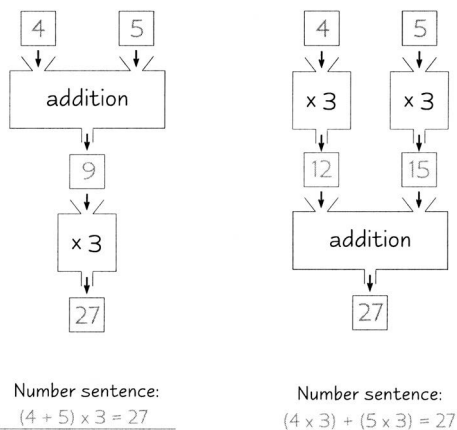 4 5
addition
9
x 3
27
Number sentence:
(4 + 5) x 3 = 27
4 5
x 3 x 3
12 15
addition
27
Number sentence:
(4 x 3) + (5 x 3) = 27